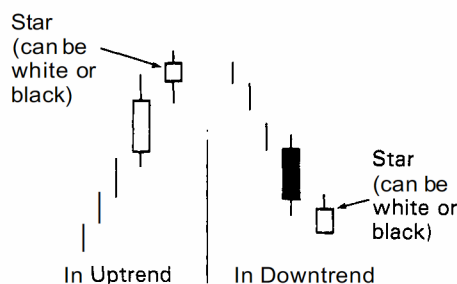 Star
(can be
white or
black)
Star
(can be
white or
black)
In Uptrend
In Downtrend